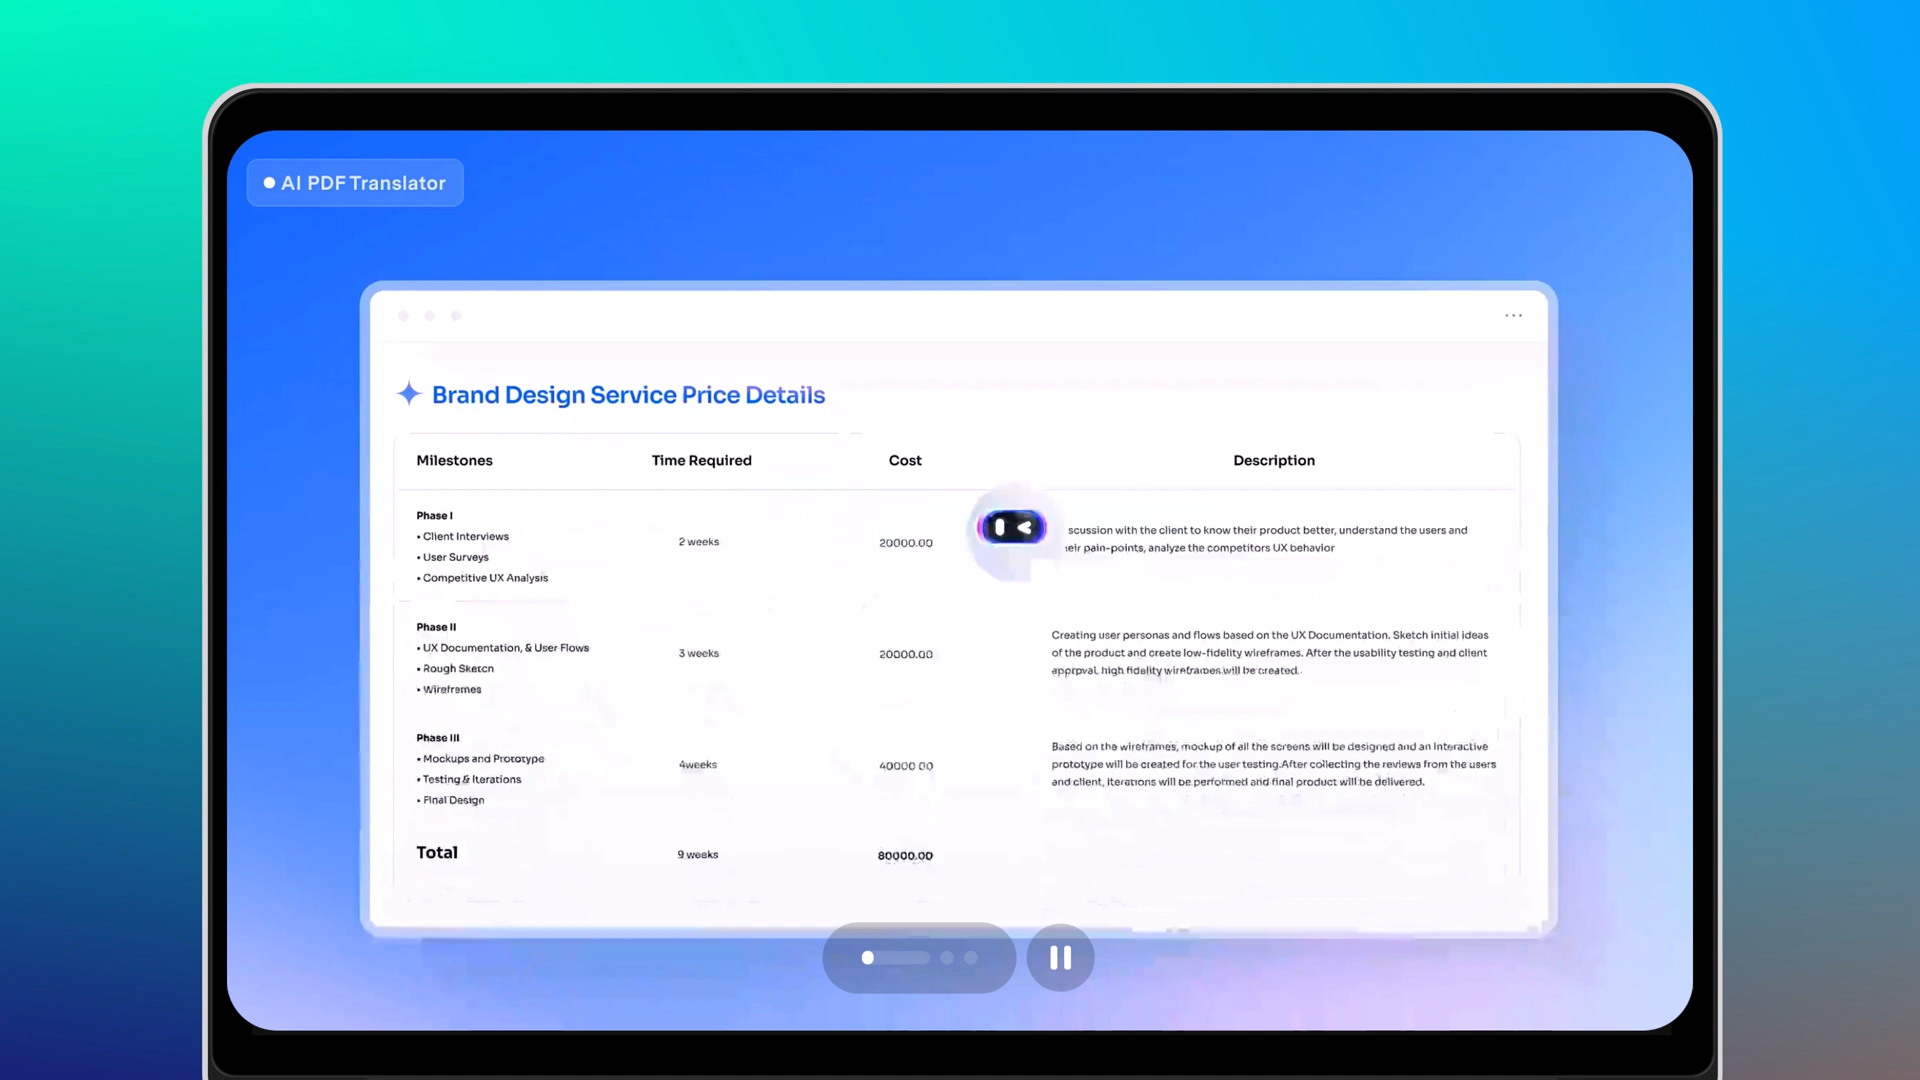 AI PDF Translator
Brand Design Service Price Details
Milestones Time Required Cost Description
Phase I
• Client Interviews
• User Surveys
• Competitive UX Analysis
2 weeks
20000.00
scussion with the client to know their product better, understand the users and
eir pain-points, analyze the competitors UX behavior
Phase II
• UX Documentation, & User Flows
• Rough Sketch
• Wireframes
3 weeks
20000.00
Creating user personas and flows based on the UX Documentation. Sketch initial ideas
of the product and create low-fidelity wireframes. After the usability testing and client
approval, high fidelity wireframes will be created.
Phase III
• Mockups and Prototype
• Testing & Iterations
• Final Design
4weeks
40000.00
Based on the wireframes, mockup of all the screens will be designed and an Interactive
prototype will be created for the user testing.After collecting the reviews from the users
and client, iterations will be performed and final product will be delivered.
Total 9 weeks 80000.00